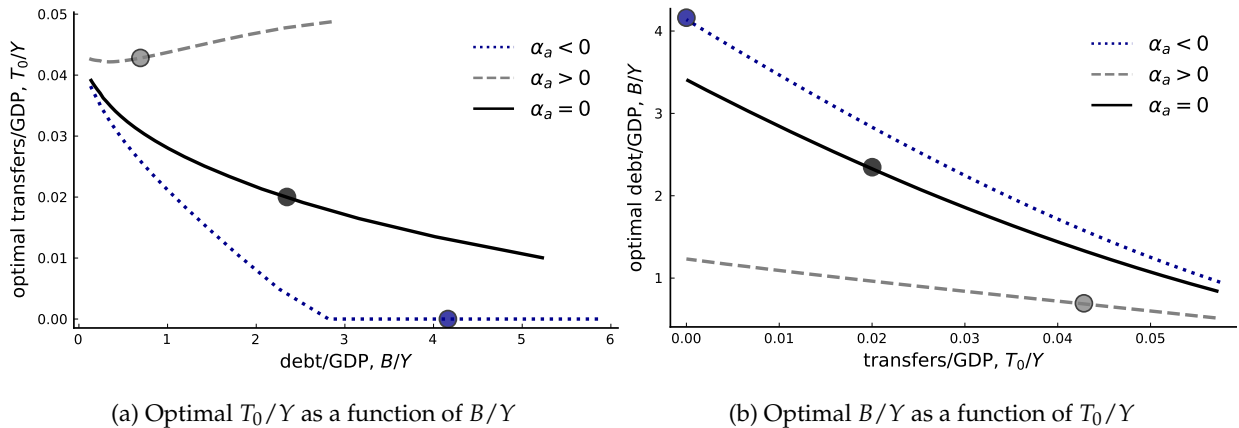 0.05
0.04
0.03
0.02
0.01
0.00
optimal transfers/GDP, T₀/Y
αₐ < 0
αₐ > 0
αₐ = 0
0 1 2 3 4 5 6
debt/GDP, B/Y
(a) Optimal T₀/Y as a function of B/Y
4
3
2
1
optimal debt/GDP, B/Y
αₐ < 0
αₐ > 0
αₐ = 0
0.00 0.01 0.02 0.03 0.04 0.05
transfers/GDP, T₀/Y
(b) Optimal B/Y as a function of T₀/Y